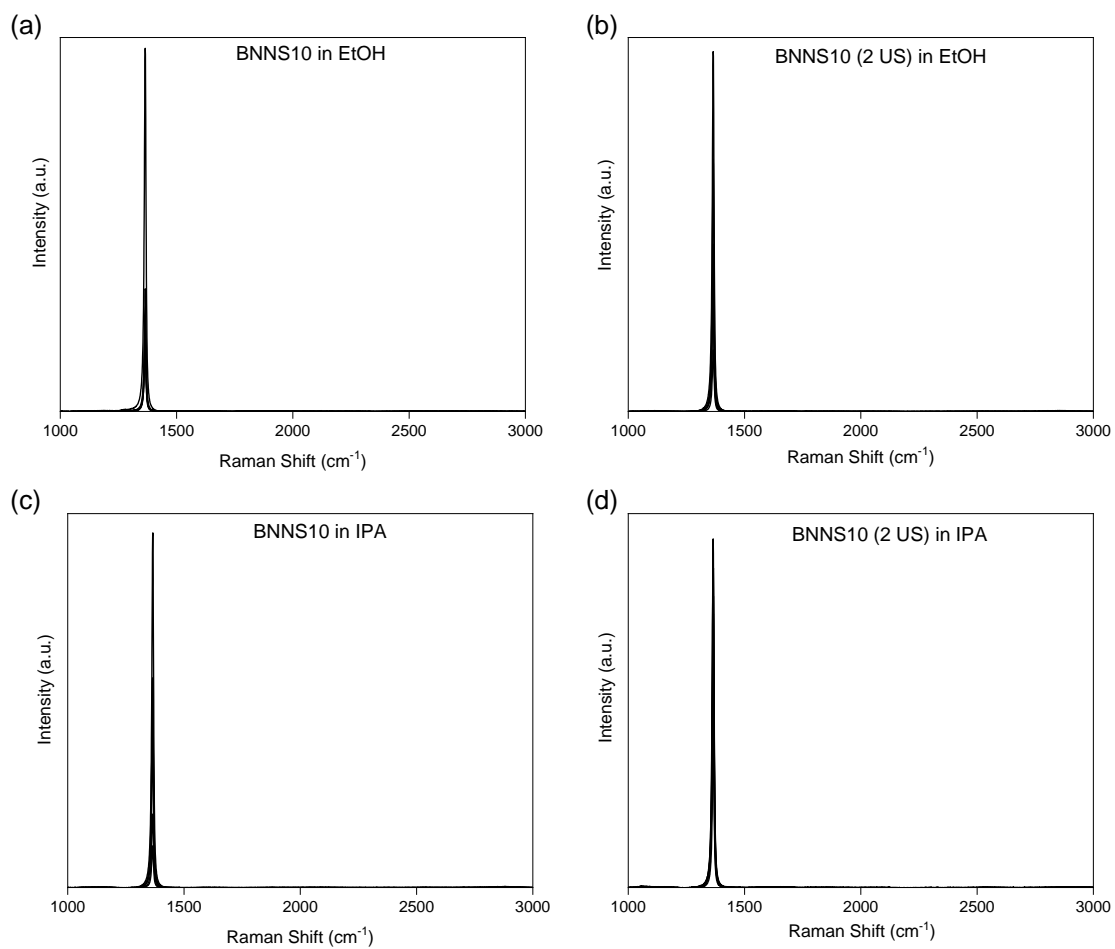 (a)
BNNS10 in EtOH
Intensity (a.u.)
1000 1500 2000 2500 3000
Raman Shift (cm⁻¹)
(b)
BNNS10 (2 US) in EtOH
Intensity (a.u.)
1000 1500 2000 2500 3000
Raman Shift (cm⁻¹)
(c)
BNNS10 in IPA
Intensity (a.u.)
1000 1500 2000 2500 3000
Raman Shift (cm⁻¹)
(d)
BNNS10 (2 US) in IPA
Intensity (a.u.)
1000 1500 2000 2500 3000
Raman Shift (cm⁻¹)